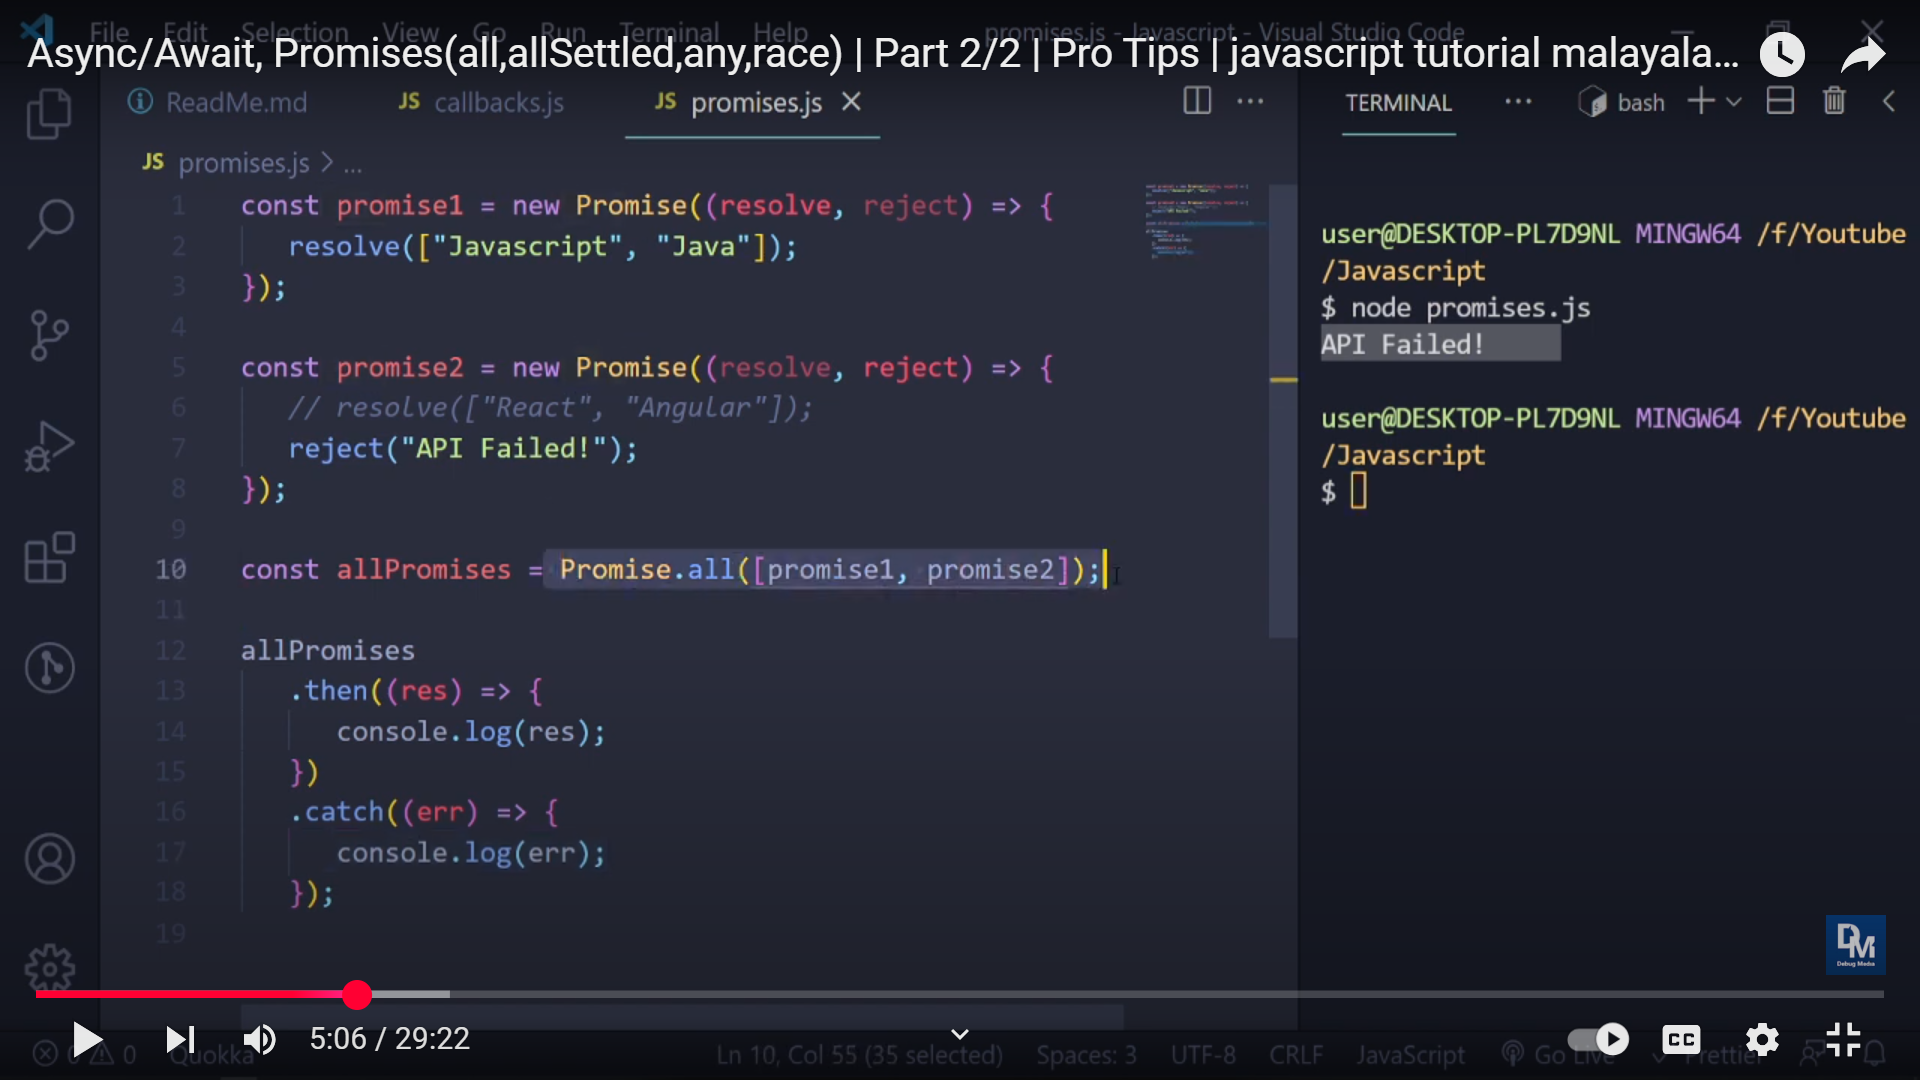 File Edit Selection View Go Run Terminal Help promises.js - Javascript - Visual Studio Code
Async/Await, Promises(all,allSettled,any,race) | Part 2/2 | Pro Tips | javascript tutorial malayala...
ReadMe.md JS callbacks.js JS promises.js
JS promises.js > ...
1 const promise1 = new Promise((resolve, reject) => {
2 resolve(["Javascript", "Java"]);
3 });
4
5 const promise2 = new Promise((resolve, reject) => {
6 // resolve(["React", "Angular"]);
7 reject("API Failed!");
8 });
9
10 const allPromises = Promise.all([promise1, promise2]);
11
12 allPromises
13 .then((res) => {
14 console.log(res);
15 })
16 .catch((err) => {
17 console.log(err);
18 });
19
TERMINAL ... bash
user@DESKTOP-PL7D9NL MINGW64 /f/Youtube
/Javascript
$ node promises.js
API Failed!
user@DESKTOP-PL7D9NL MINGW64 /f/Youtube
/Javascript
$
DM
Debug Media
5:06 / 29:22
CC
0 0 Quokka Ln 10, Col 55 (35 selected) Spaces: 3 UTF-8 CRLF JavaScript Go Live Prettier